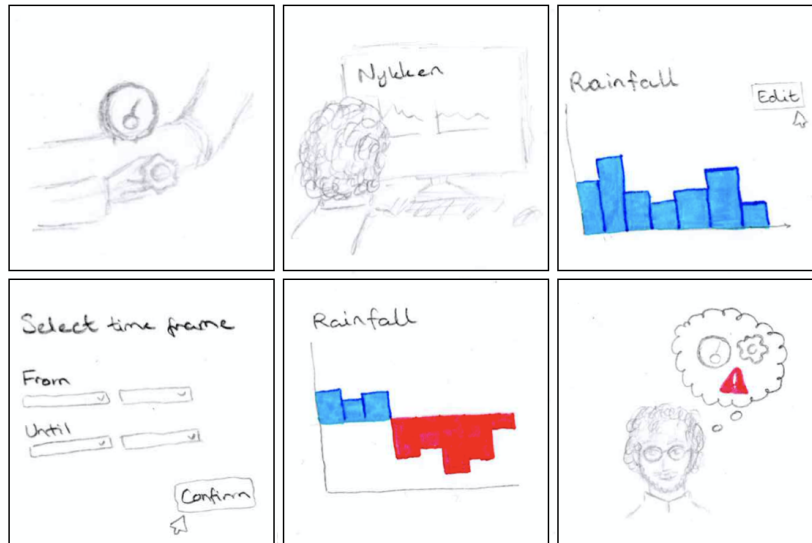 Nykken
Rainfall
Edit
Select time frame
From
Until
Confirm
Rainfall